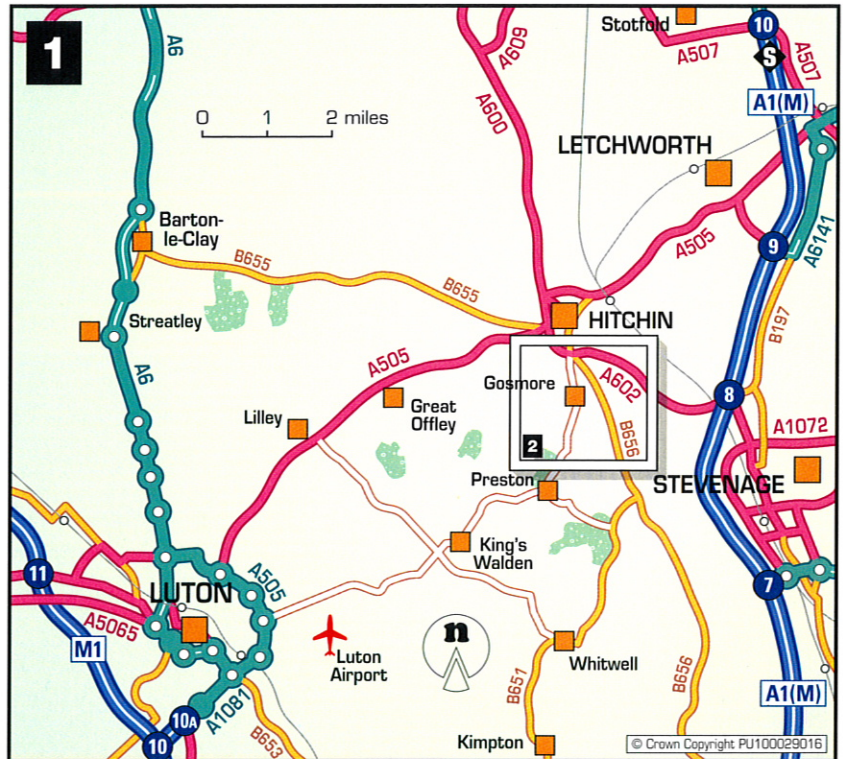 1
A6
A609
A600
Stotfold
10
A507
S
A507
A1(M)
0 1 2 miles
LETCHWORTH
Barton-
le-Clay
A505
9
A6141
B655
B655
Streatley
HITCHIN
B197
A6
A505
Gosmore
A602
8
Great
Offley
Lilley
B656
A1072
2
Preston
STEVENAGE
King's
Walden
11
A505
7
LUTON
A5065
n
M1
Luton
Airport
Whitwell
B651
B656
A1(M)
10A
A1081
10
B653
Kimpton
© Crown Copyright PU100029016